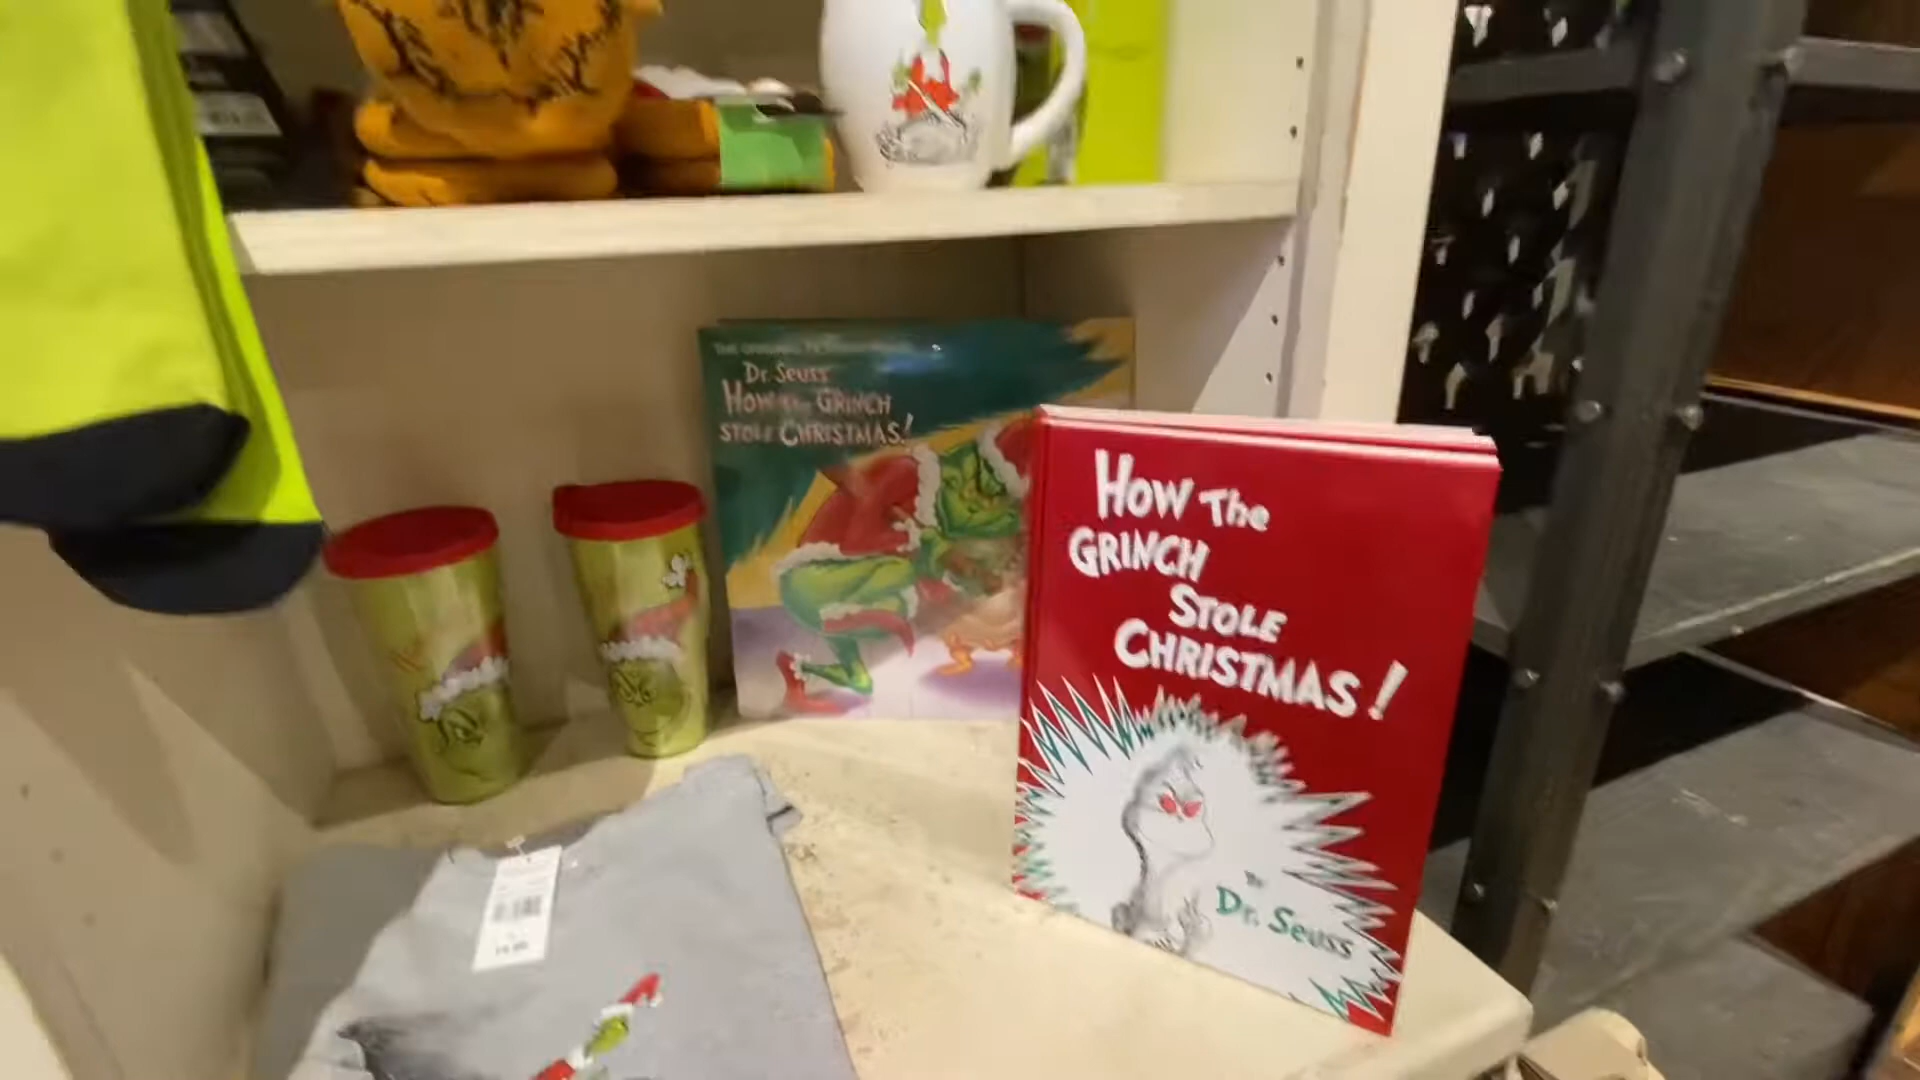 Dr. Seuss
HOW The GRINCH
STOLE CHRISTMAS!
HOW The
GRINCH
STOLE
CHRISTMAS!
By
Dr. Seuss